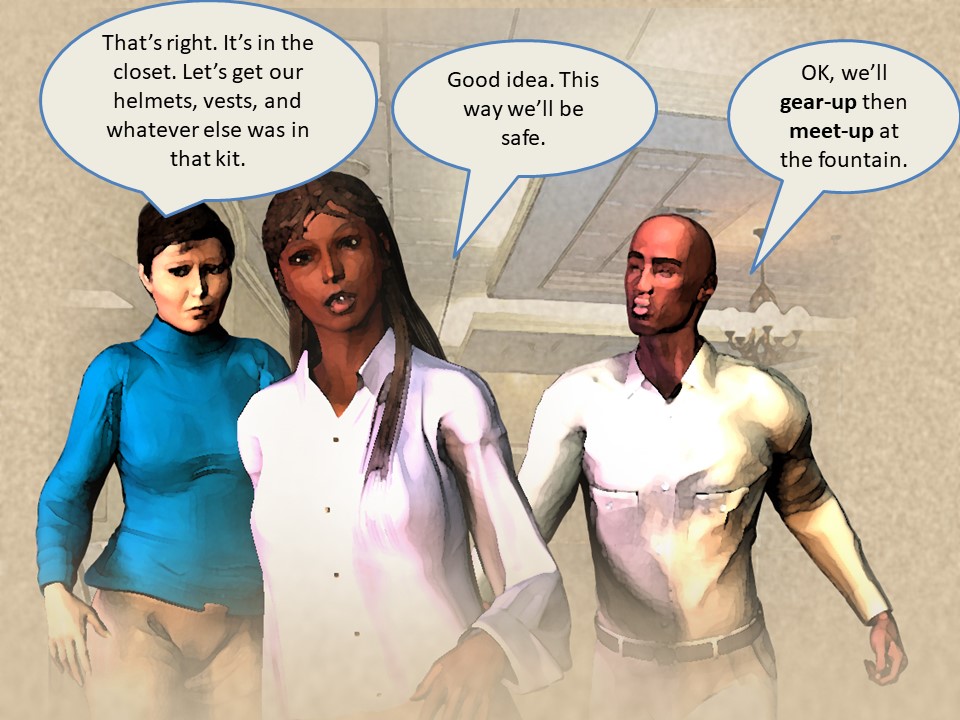 That’s right. It’s in the
closet. Let’s get our
helmets, vests, and
whatever else was in
that kit.
Good idea. This
way we’ll be
safe.
OK, we’ll
gear-up then
meet-up at
the fountain.